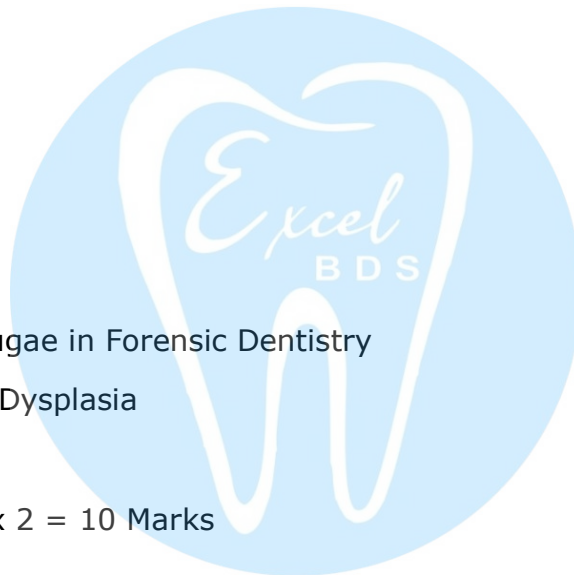 Excel
BDS
ugae in Forensic Dentistry
Dysplasia
x 2 = 10 Marks